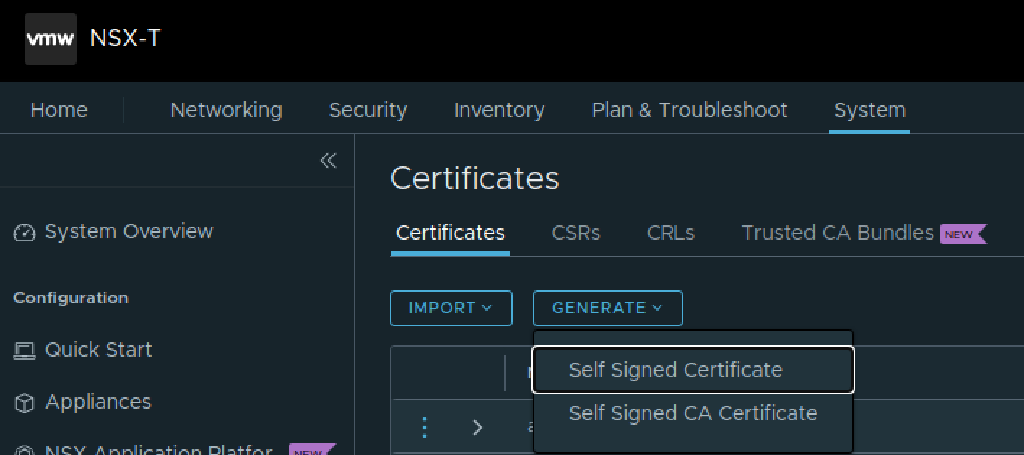 vmw NSX-T
Home Networking Security Inventory Plan & Troubleshoot System
Certificates
System Overview
Certificates CSRs CRLs Trusted CA Bundles NEW
Configuration
IMPORT GENERATE
Quick Start
Self Signed Certificate
Appliances
Self Signed CA Certificate
NSX Application Platfor NEW